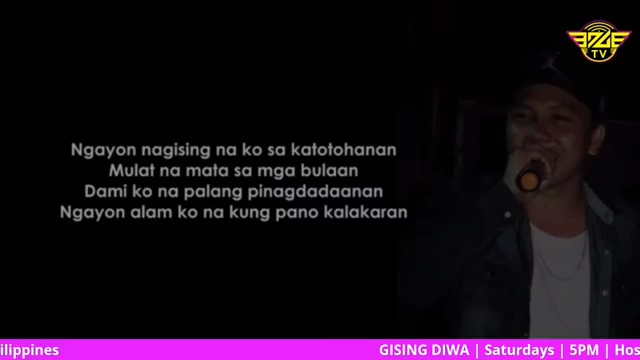 TV
Ngayon nagising na ko sa katotohanan
Mulat na mata sa mga bulaan
Dami ko na palang pinagdadaanan
Ngayon alam ko na kung pano kalakaran
ilippines GISING DIWA | Saturdays | 5PM | Hos